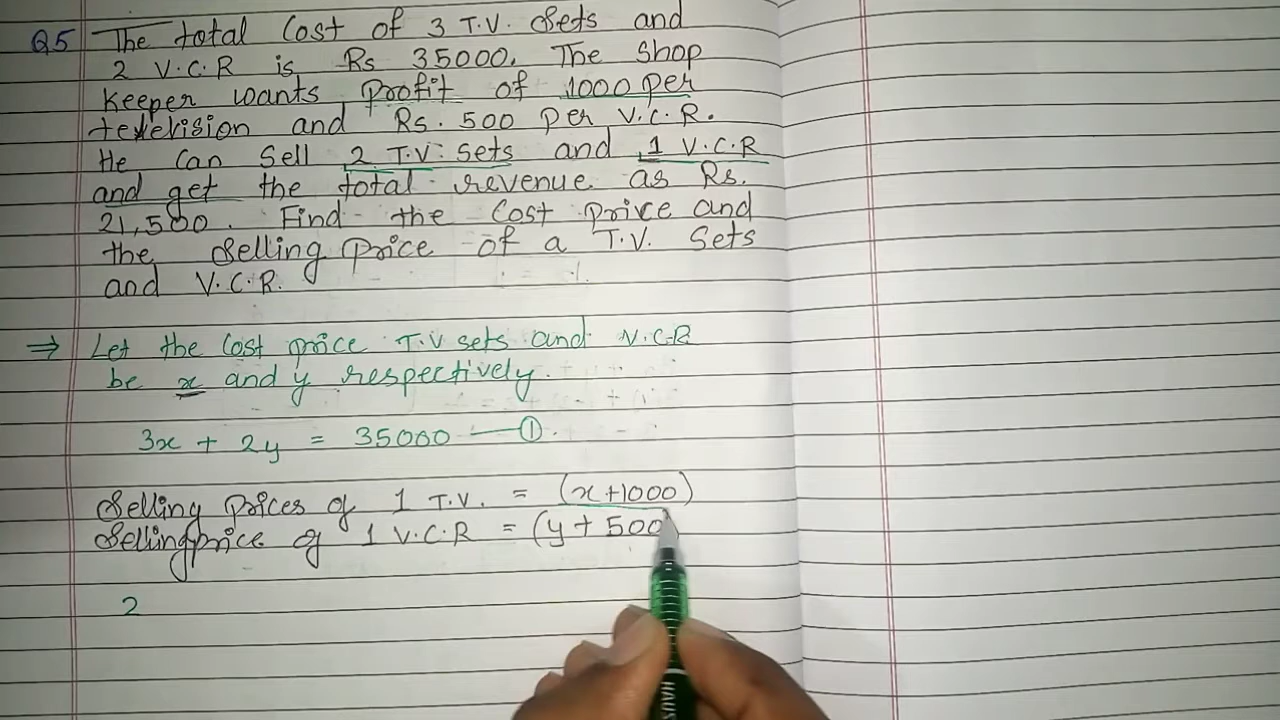 Q5 The total Cost of 3 T.V. Sets and
2 V.C.R is Rs 35000. The Shop
Keeper wants Profit of 1000 per
television and Rs. 500 per V.C.R.
He Can Sell 2 T.V. Sets and 1 V.C.R
and get the total revenue as Rs.
21,500. Find the Cost price and
the Selling price of a T.V. Sets
and V.C.R.
⇒ Let the Cost price T.V sets and V.C.R
be x and y respectively.
3x + 2y = 35000 — ①.
Selling prices of 1 T.V. = (x+1000)
Selling price of 1 V.C.R = (y + 500)
2
HAUS